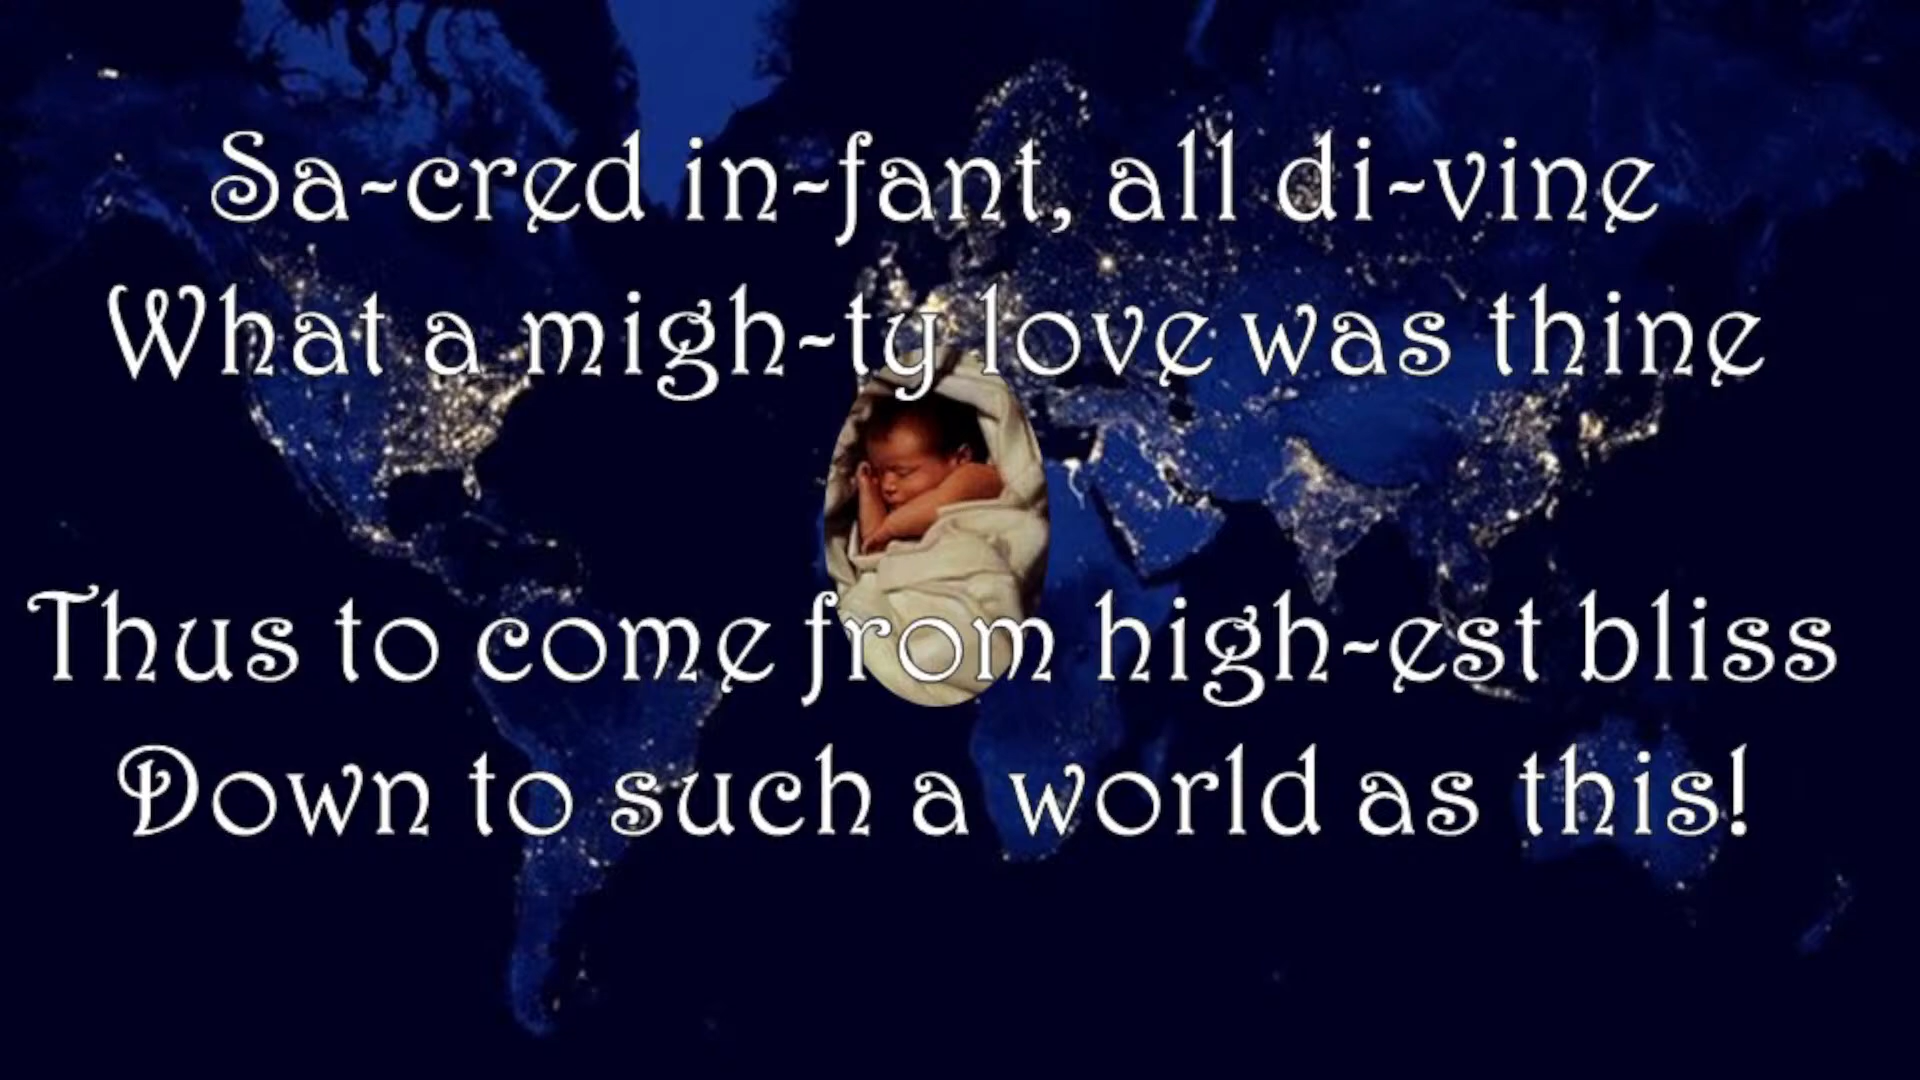 Sa-cred in-fant, all di-vine
What a migh-ty love was thine
Thus to come from high-est bliss
Down to such a world as this!